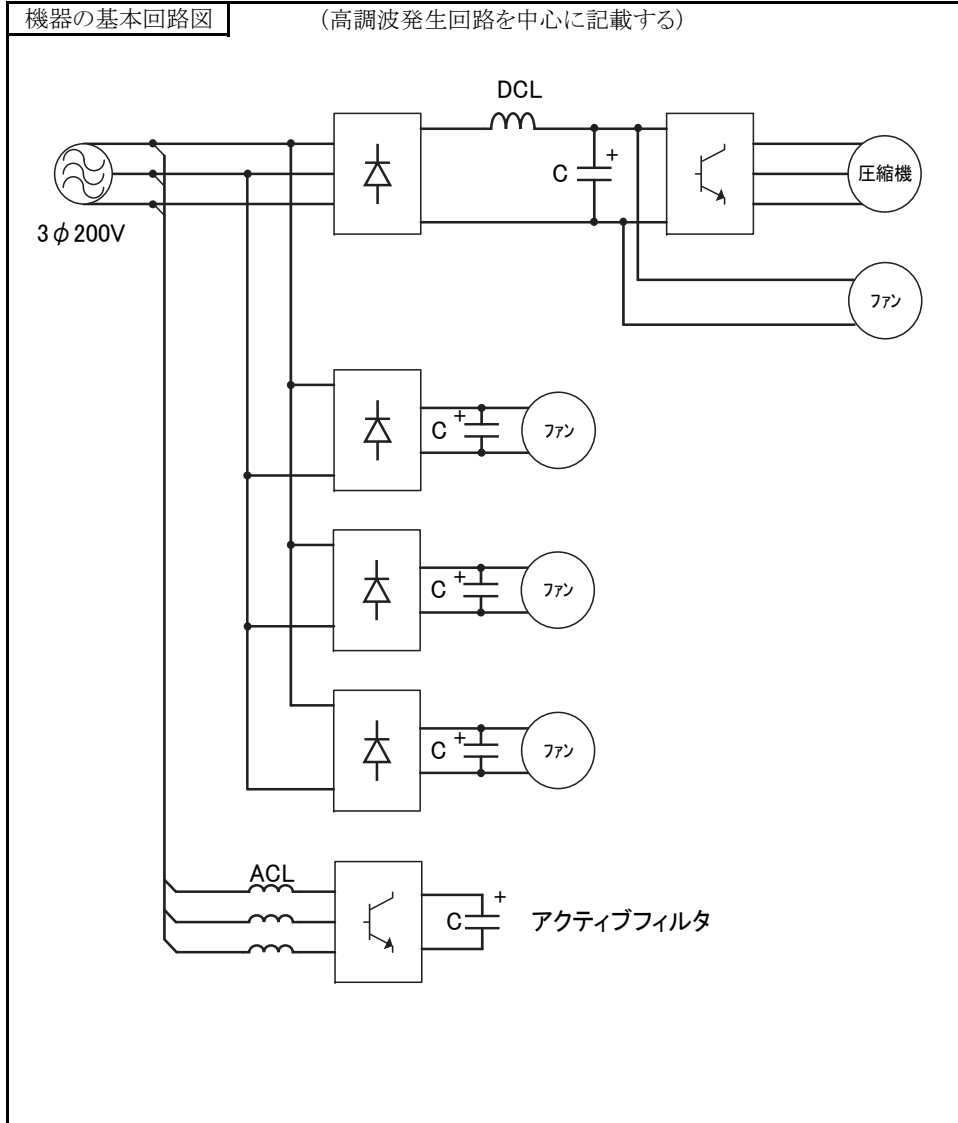 機器の基本回路図 (高調波発生回路を中心に記載する)
DCL
C +
圧縮機
3φ200V
ファン
C + ファン
C + ファン
C + ファン
ACL
C + アクティブフィルタ